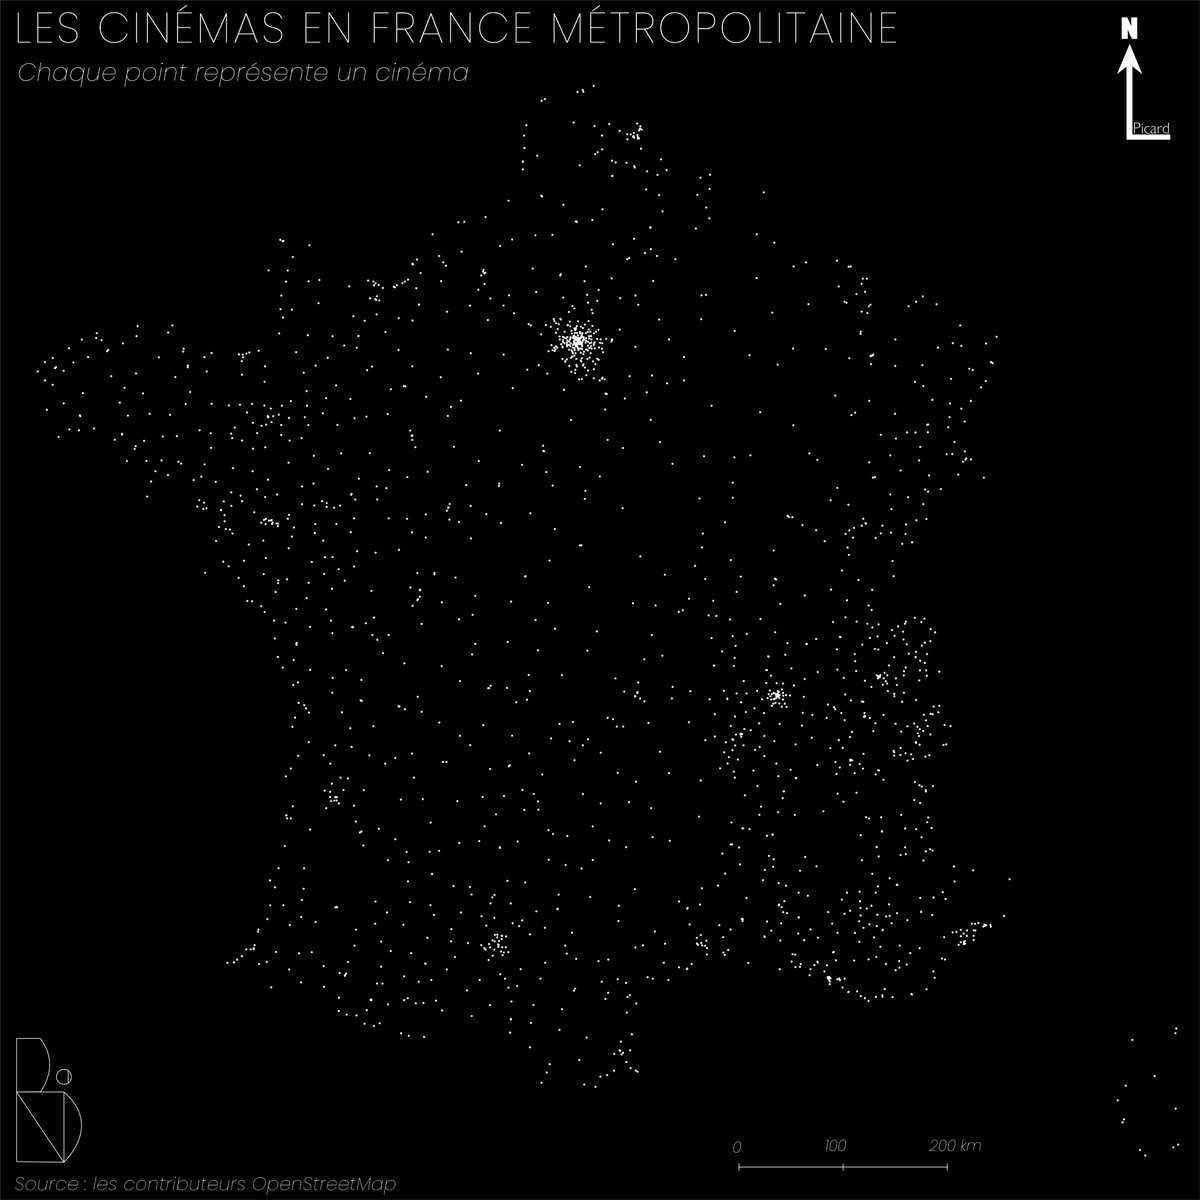 LES CINÉMAS EN FRANCE MÉTROPOLITAINE
Chaque point représente un cinéma
N
Picard
0 100 200 km
Source : les contributeurs OpenStreetMap